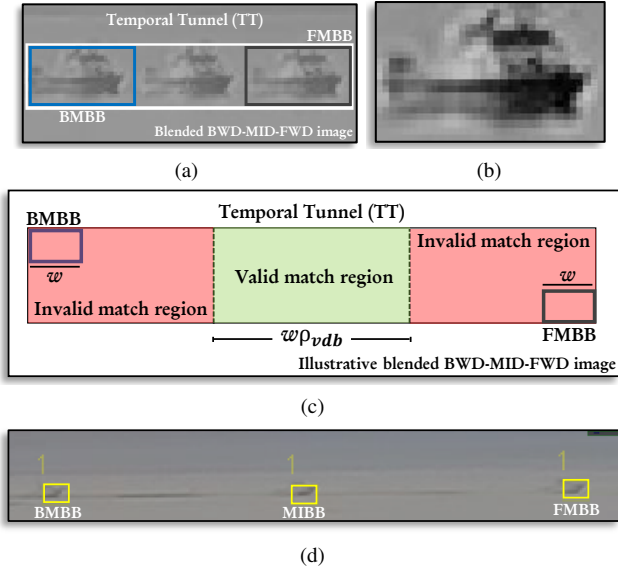 Temporal Tunnel (TT)
FMBB
BMBB
Blended BWD-MID-FWD image
(a)
(b)
Temporal Tunnel (TT)
BMBB
Invalid match region
w
Valid match region
w
Invalid match region
FMBB
wρvdb
Illustrative blended BWD-MID-FWD image
(c)
1
1
1
BMBB
MIBB
FMBB
(d)